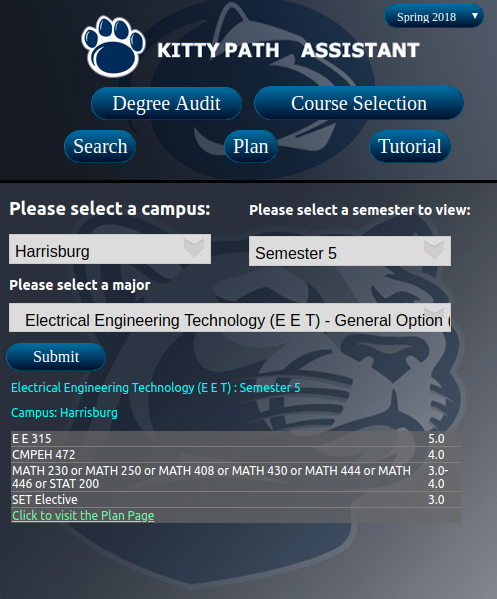 Spring 2018
KITTY PATH ASSISTANT
Degree Audit
Course Selection
Search
Plan
Tutorial
Please select a campus:
Please select a semester to view:
Harrisburg
Semester 5
Please select a major
Electrical Engineering Technology (E E T) - General Option (
Submit
Electrical Engineering Technology (E E T) : Semester 5
Campus: Harrisburg
E E 315 5.0
CMPEH 472 4.0
MATH 230 or MATH 250 or MATH 408 or MATH 430 or MATH 444 or MATH 3.0-
446 or STAT 200 4.0
SET Elective 3.0
Click to visit the Plan Page